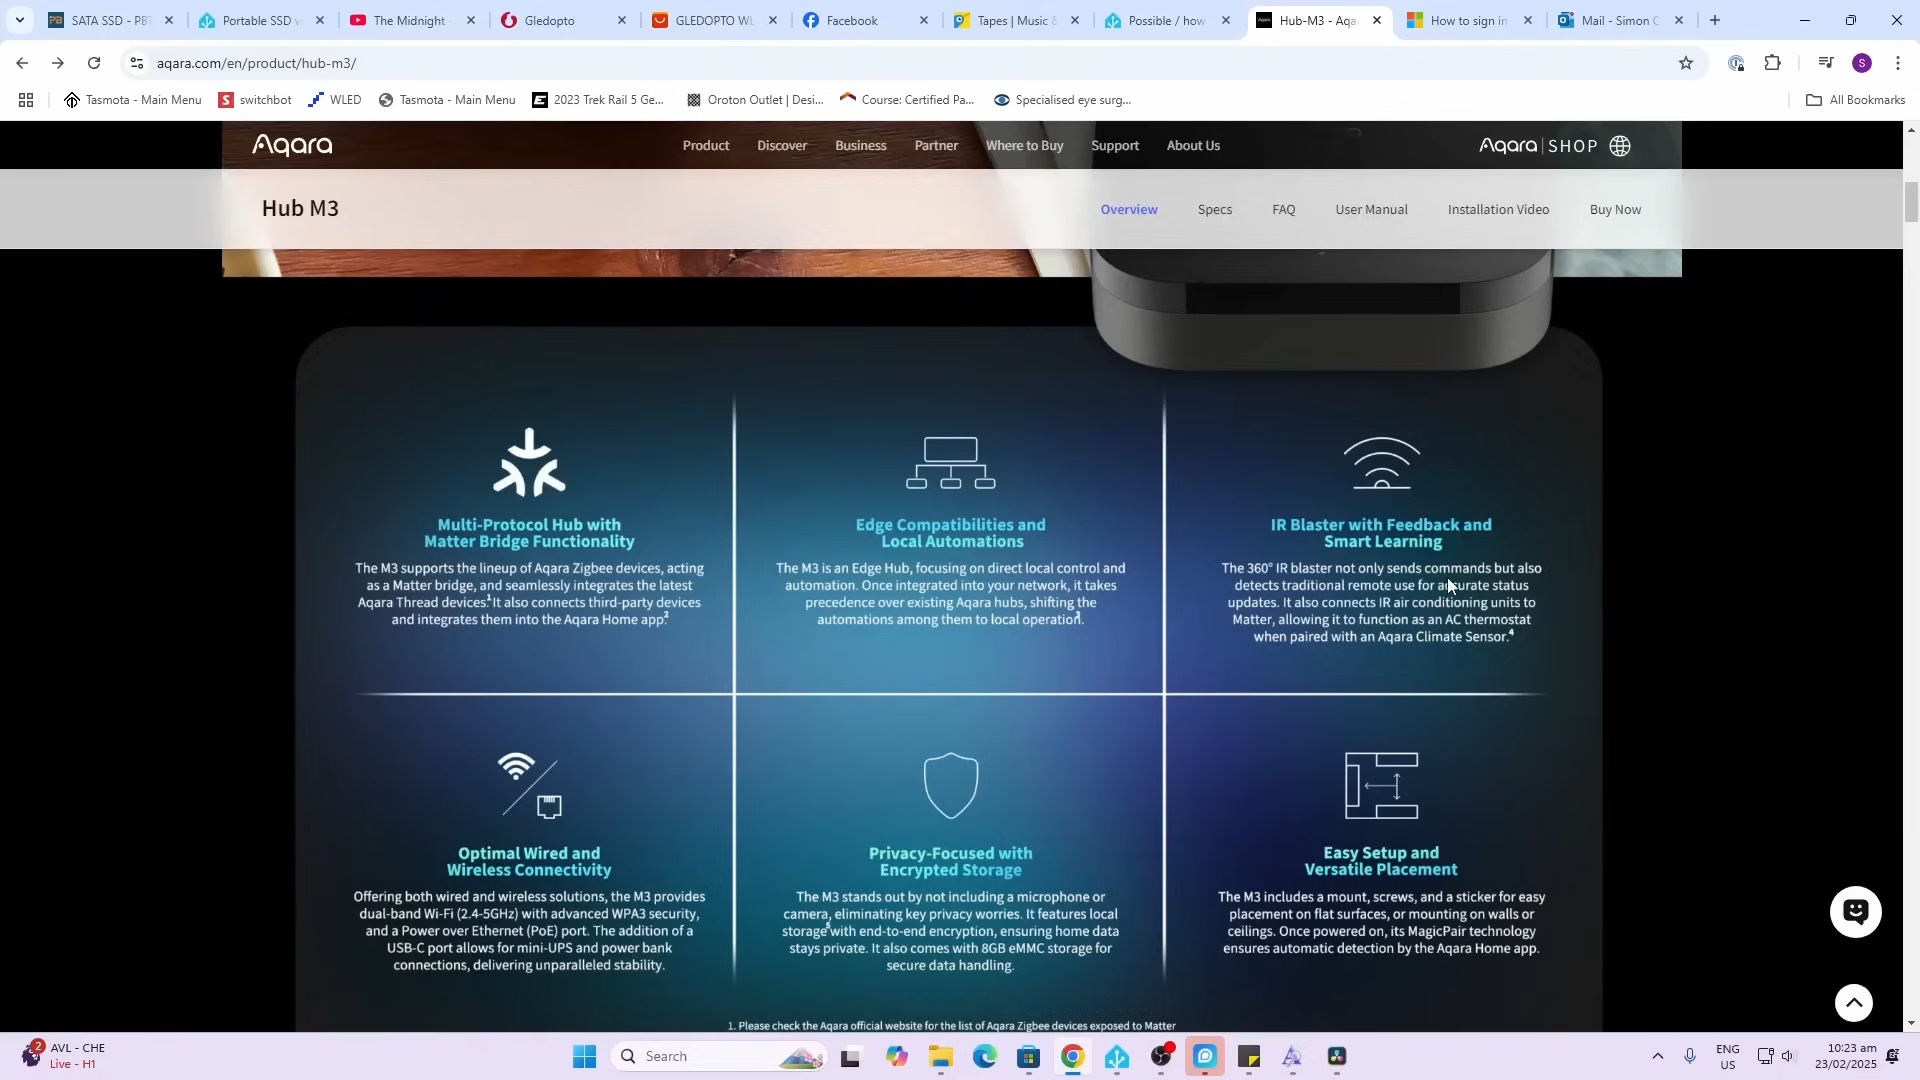 SATA SSD - PBT
Portable SSD v
The Midnight -
Gledopto
GLEDOPTO WL
Facebook
Tapes | Music &
Possible / how
Hub-M3 - Aqa
How to sign in
Mail - Simon C
aqara.com/en/product/hub-m3/
S
Tasmota - Main Menu
switchbot
WLED
Tasmota - Main Menu
2023 Trek Rail 5 Ge...
Oroton Outlet | Desi...
Course: Certified Pa...
Specialised eye surg...
All Bookmarks
Aqara
Product
Discover
Business
Partner
Where to Buy
Support
About Us
Aqara | SHOP
Hub M3
Overview
Specs
FAQ
User Manual
Installation Video
Buy Now
Multi-Protocol Hub with
Matter Bridge Functionality
The M3 supports the lineup of Aqara Zigbee devices, acting
as a Matter bridge, and seamlessly integrates the latest
Aqara Thread devices.1 It also connects third-party devices
and integrates them into the Aqara Home app.2
Edge Compatibilities and
Local Automations
The M3 is an Edge Hub, focusing on direct local control and
automation. Once integrated into your network, it takes
precedence over existing Aqara hubs, shifting the
automations among them to local operation.3
IR Blaster with Feedback and
Smart Learning
The 360° IR blaster not only sends commands but also
detects traditional remote use for accurate status
updates. It also connects IR air conditioning units to
Matter, allowing it to function as an AC thermostat
when paired with an Aqara Climate Sensor.4
Optimal Wired and
Wireless Connectivity
Offering both wired and wireless solutions, the M3 provides
dual-band Wi-Fi (2.4-5GHz) with advanced WPA3 security,
and a Power over Ethernet (PoE) port. The addition of a
USB-C port allows for mini-UPS and power bank
connections, delivering unparalleled stability.
Privacy-Focused with
Encrypted Storage
The M3 stands out by not including a microphone or
camera, eliminating key privacy worries. It features local
storage5 with end-to-end encryption, ensuring home data
stays private. It also comes with 8GB eMMC storage for
secure data handling.
Easy Setup and
Versatile Placement
The M3 includes a mount, screws, and a sticker for easy
placement on flat surfaces, or mounting on walls or
ceilings. Once powered on, its MagicPair technology
ensures automatic detection by the Aqara Home app.
1. Please check the Aqara official website for the list of Aqara Zigbee devices exposed to Matter
2
AVL - CHE
Live - H1
Search
ENG
US
10:23 am
23/02/2025